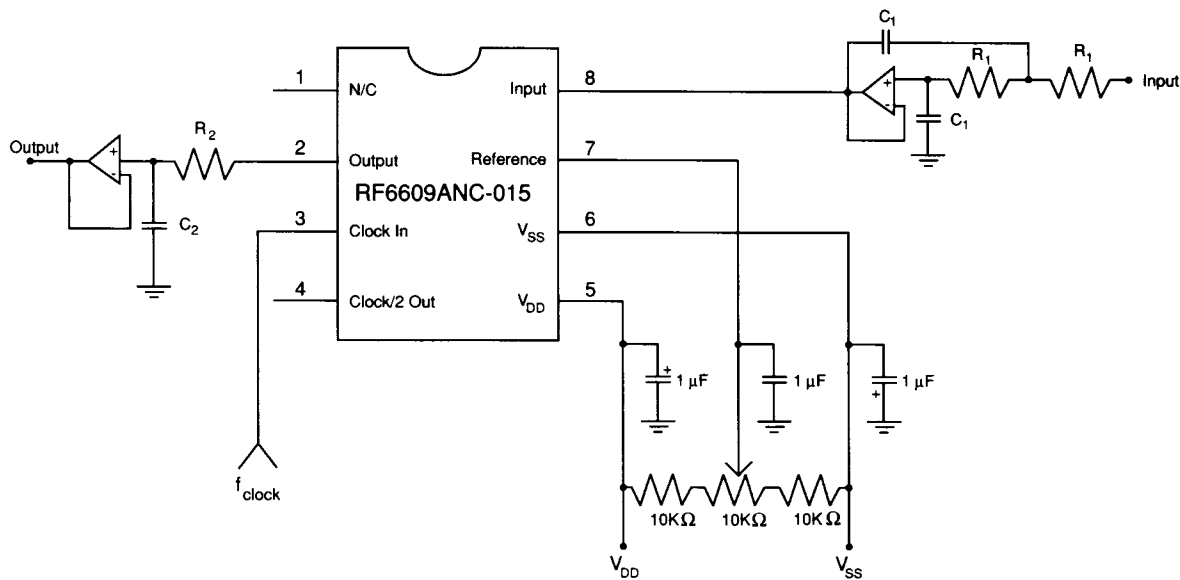 C1
R1
R1
Input
+
-
C1
1
N/C
Input
8
Output
R2
+
-
C2
2
Output
Reference
7
RF6609ANC-015
3
Clock In
VSS
6
4
Clock/2 Out
VDD
5
+
1 µF
1 µF
+
1 µF
fclock
10KΩ
10KΩ
10KΩ
VDD
VSS